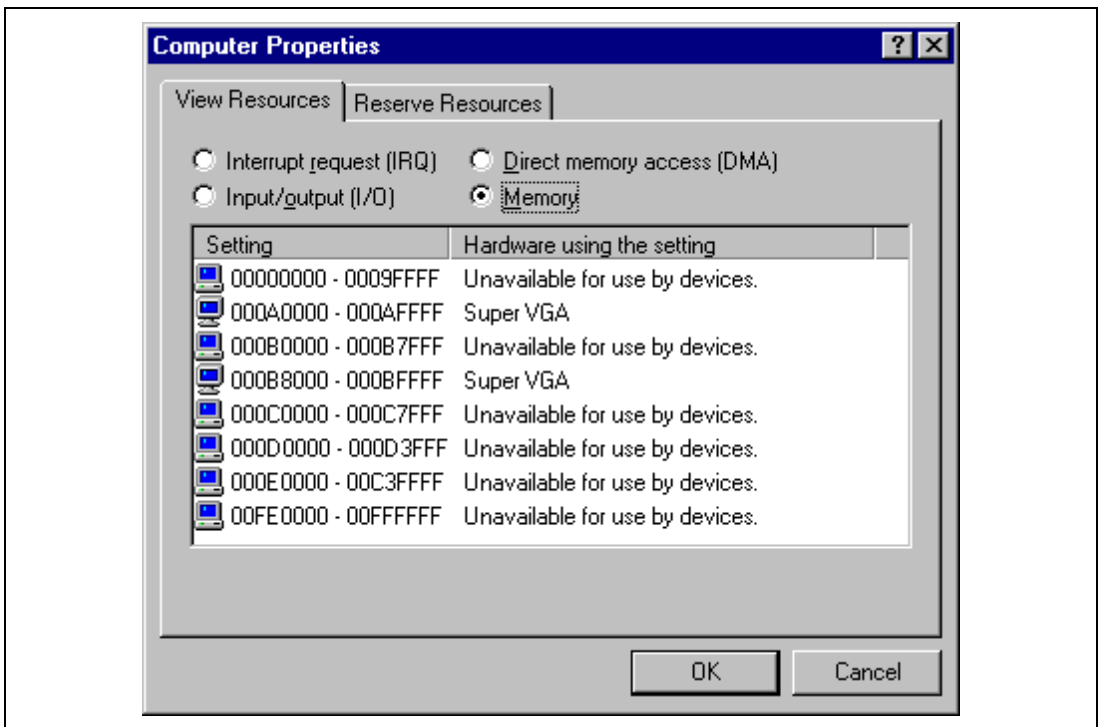 Computer Properties
View Resources Reserve Resources
Interrupt request (IRQ) Direct memory access (DMA)
Input/output (I/O) Memory
Setting Hardware using the setting
00000000 - 0009FFFF Unavailable for use by devices.
000A0000 - 000AFFFF Super VGA
000B0000 - 000B7FFF Unavailable for use by devices.
000B8000 - 000BFFFF Super VGA
000C0000 - 000C7FFF Unavailable for use by devices.
000D0000 - 000D3FFF Unavailable for use by devices.
000E0000 - 00C3FFFF Unavailable for use by devices.
00FE0000 - 00FFFFFF Unavailable for use by devices.
OK Cancel